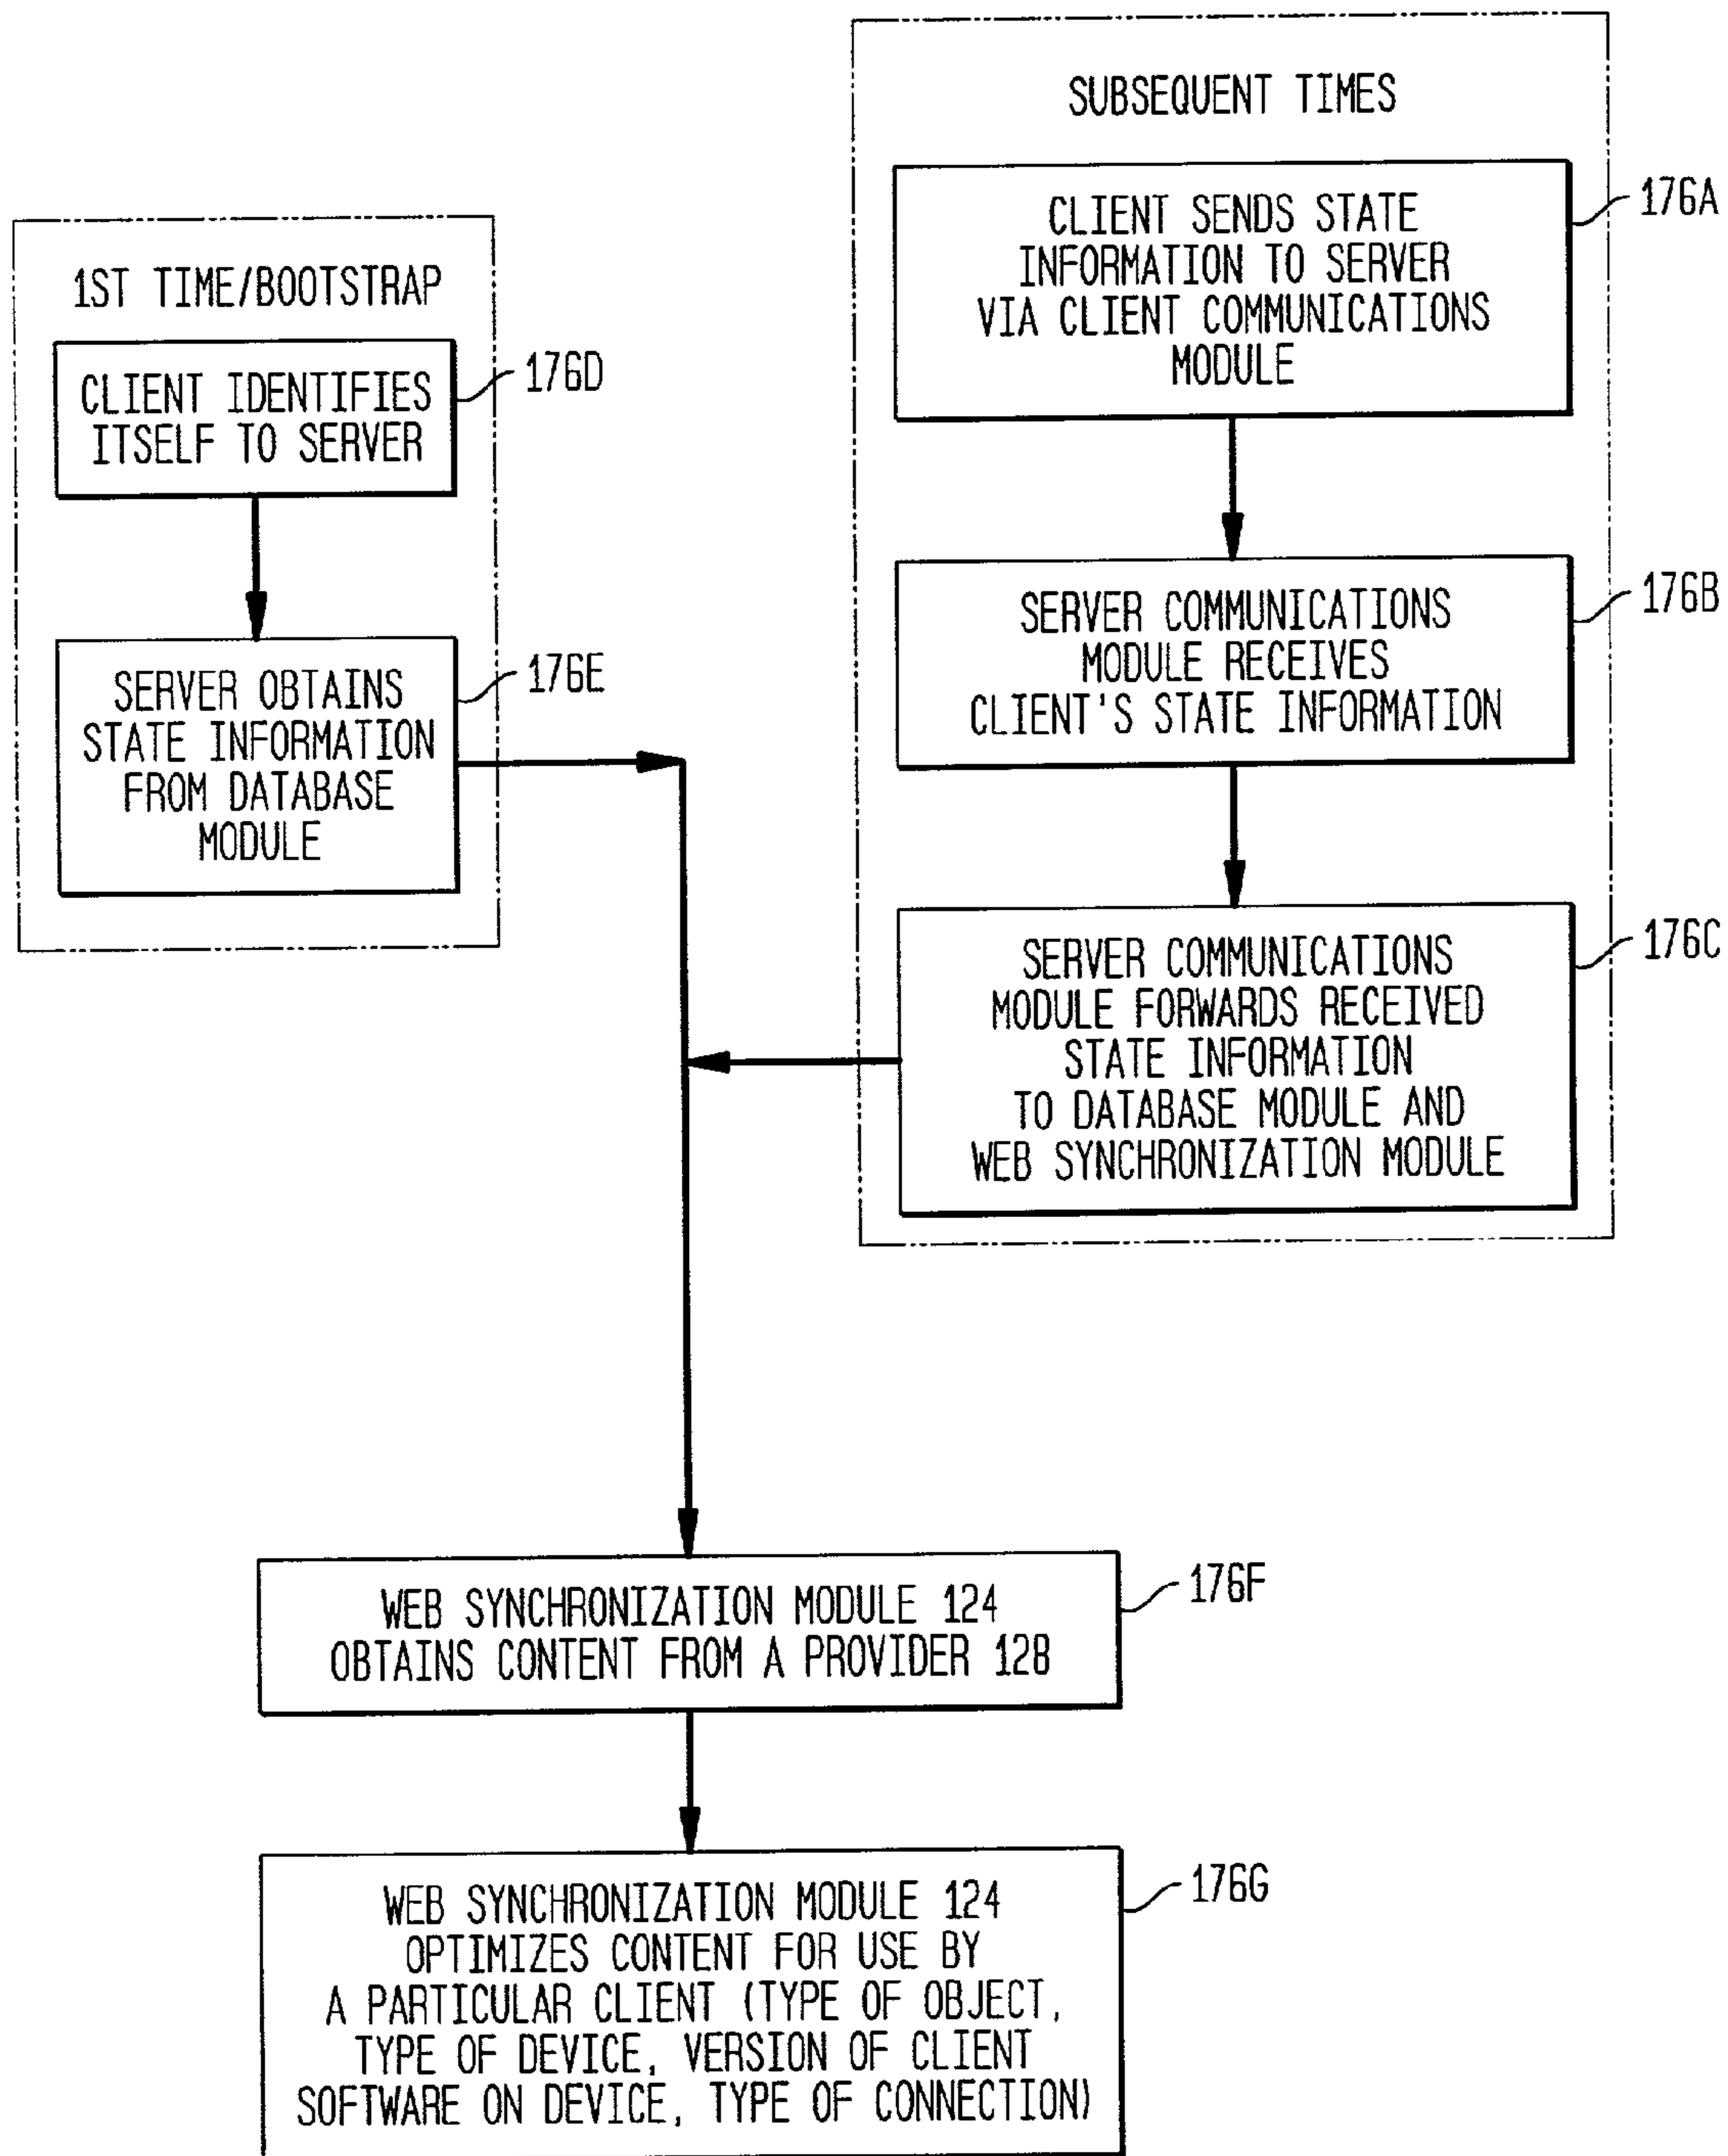 SUBSEQUENT TIMES
CLIENT SENDS STATE
INFORMATION TO SERVER
VIA CLIENT COMMUNICATIONS
MODULE
176A
1ST TIME/BOOTSTRAP
CLIENT IDENTIFIES
ITSELF TO SERVER
176D
SERVER COMMUNICATIONS
MODULE RECEIVES
CLIENT'S STATE INFORMATION
176B
SERVER OBTAINS
STATE INFORMATION
FROM DATABASE
MODULE
176E
SERVER COMMUNICATIONS
MODULE FORWARDS RECEIVED
STATE INFORMATION
TO DATABASE MODULE AND
WEB SYNCHRONIZATION MODULE
176C
WEB SYNCHRONIZATION MODULE 124
OBTAINS CONTENT FROM A PROVIDER 128
176F
WEB SYNCHRONIZATION MODULE 124
OPTIMIZES CONTENT FOR USE BY
A PARTICULAR CLIENT (TYPE OF OBJECT,
TYPE OF DEVICE, VERSION OF CLIENT
SOFTWARE ON DEVICE, TYPE OF CONNECTION)
176G